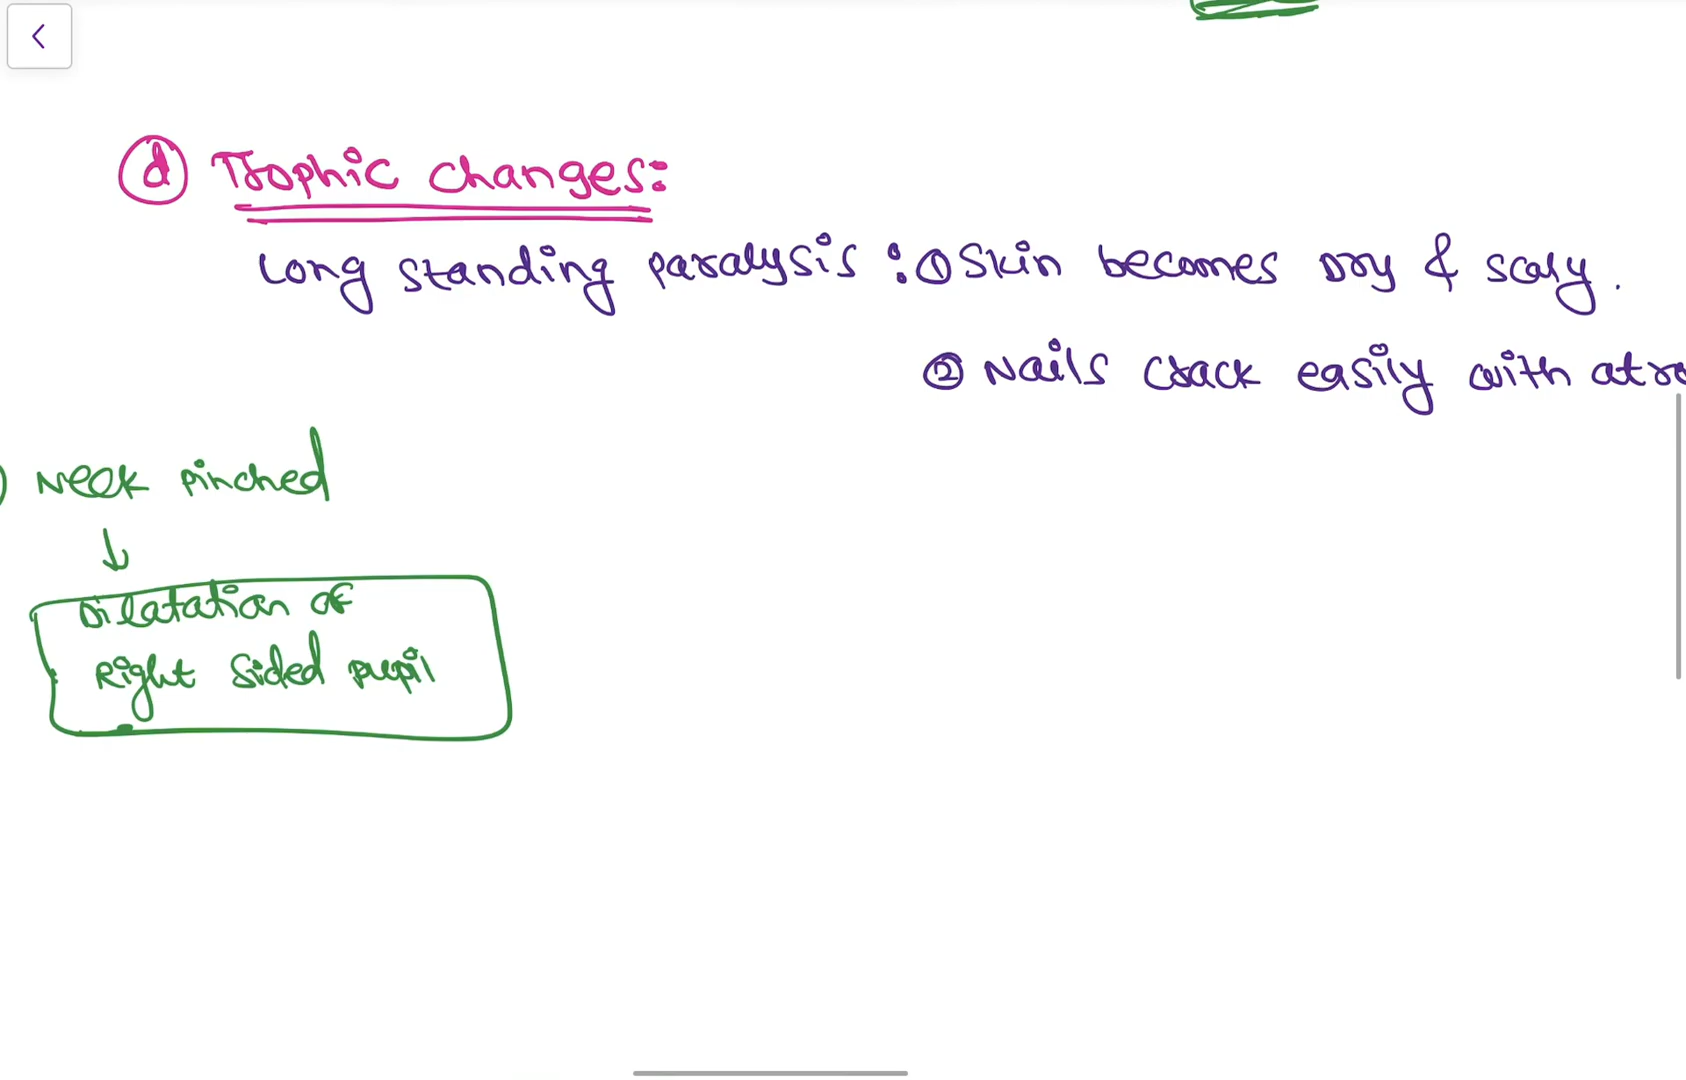 d Trophic changes:
Long standing paralysis : ① Skin becomes Dry & scaly.
② Nails crack easily with
Neck pinched
↓
Dilatation of
Right sided pupil